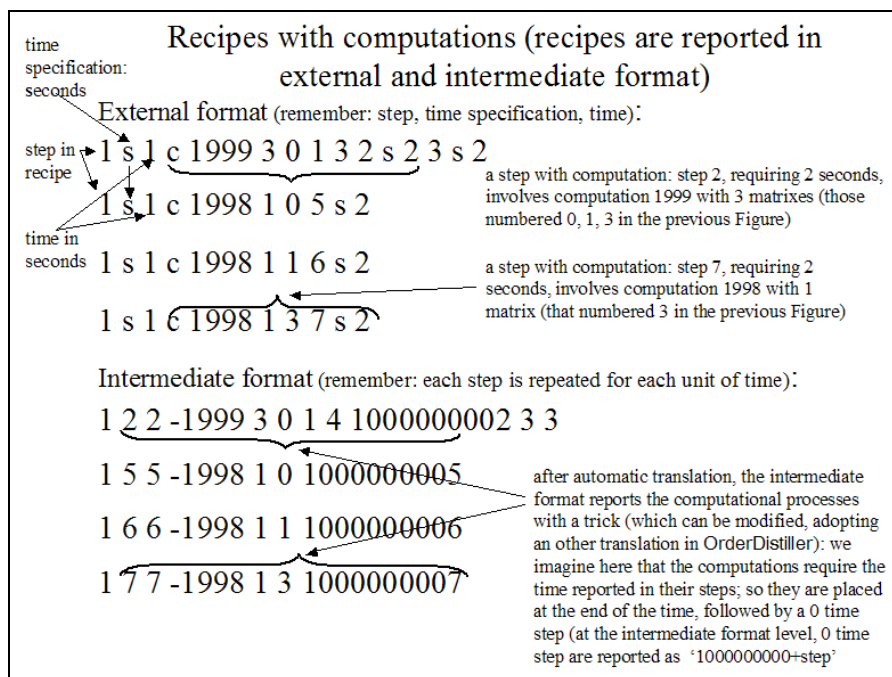 Recipes with computations (recipes are reported in
external and intermediate format)
time
specification:
seconds
External format (remember: step, time specification, time):
1 s 1 c 1999 3 0 1 3 2 s 2 3 s 2
step in
recipe
a step with computation: step 2, requiring 2 seconds,
involves computation 1999 with 3 matrixes (those
numbered 0, 1, 3 in the previous Figure)
1 s 1 c 1998 1 0 5 s 2
time in
seconds
1 s 1 c 1998 1 1 6 s 2
a step with computation: step 7, requiring 2
seconds, involves computation 1998 with 1
matrix (that numbered 3 in the previous Figure)
1 s 1 c 1998 1 3 7 s 2
Intermediate format (remember: each step is repeated for each unit of time):
1 2 2 -1999 3 0 1 4 1000000002 3 3
1 5 5 -1998 1 0 1000000005
1 6 6 -1998 1 1 1000000006
1 7 7 -1998 1 3 1000000007
after automatic translation, the intermediate
format reports the computational processes
with a trick (which can be modified, adopting
an other translation in OrderDistiller): we
imagine here that the computations require the
time reported in their steps; so they are placed
at the end of the time, followed by a 0 time
step (at the intermediate format level, 0 time
step are reported as ‘1000000000+step’